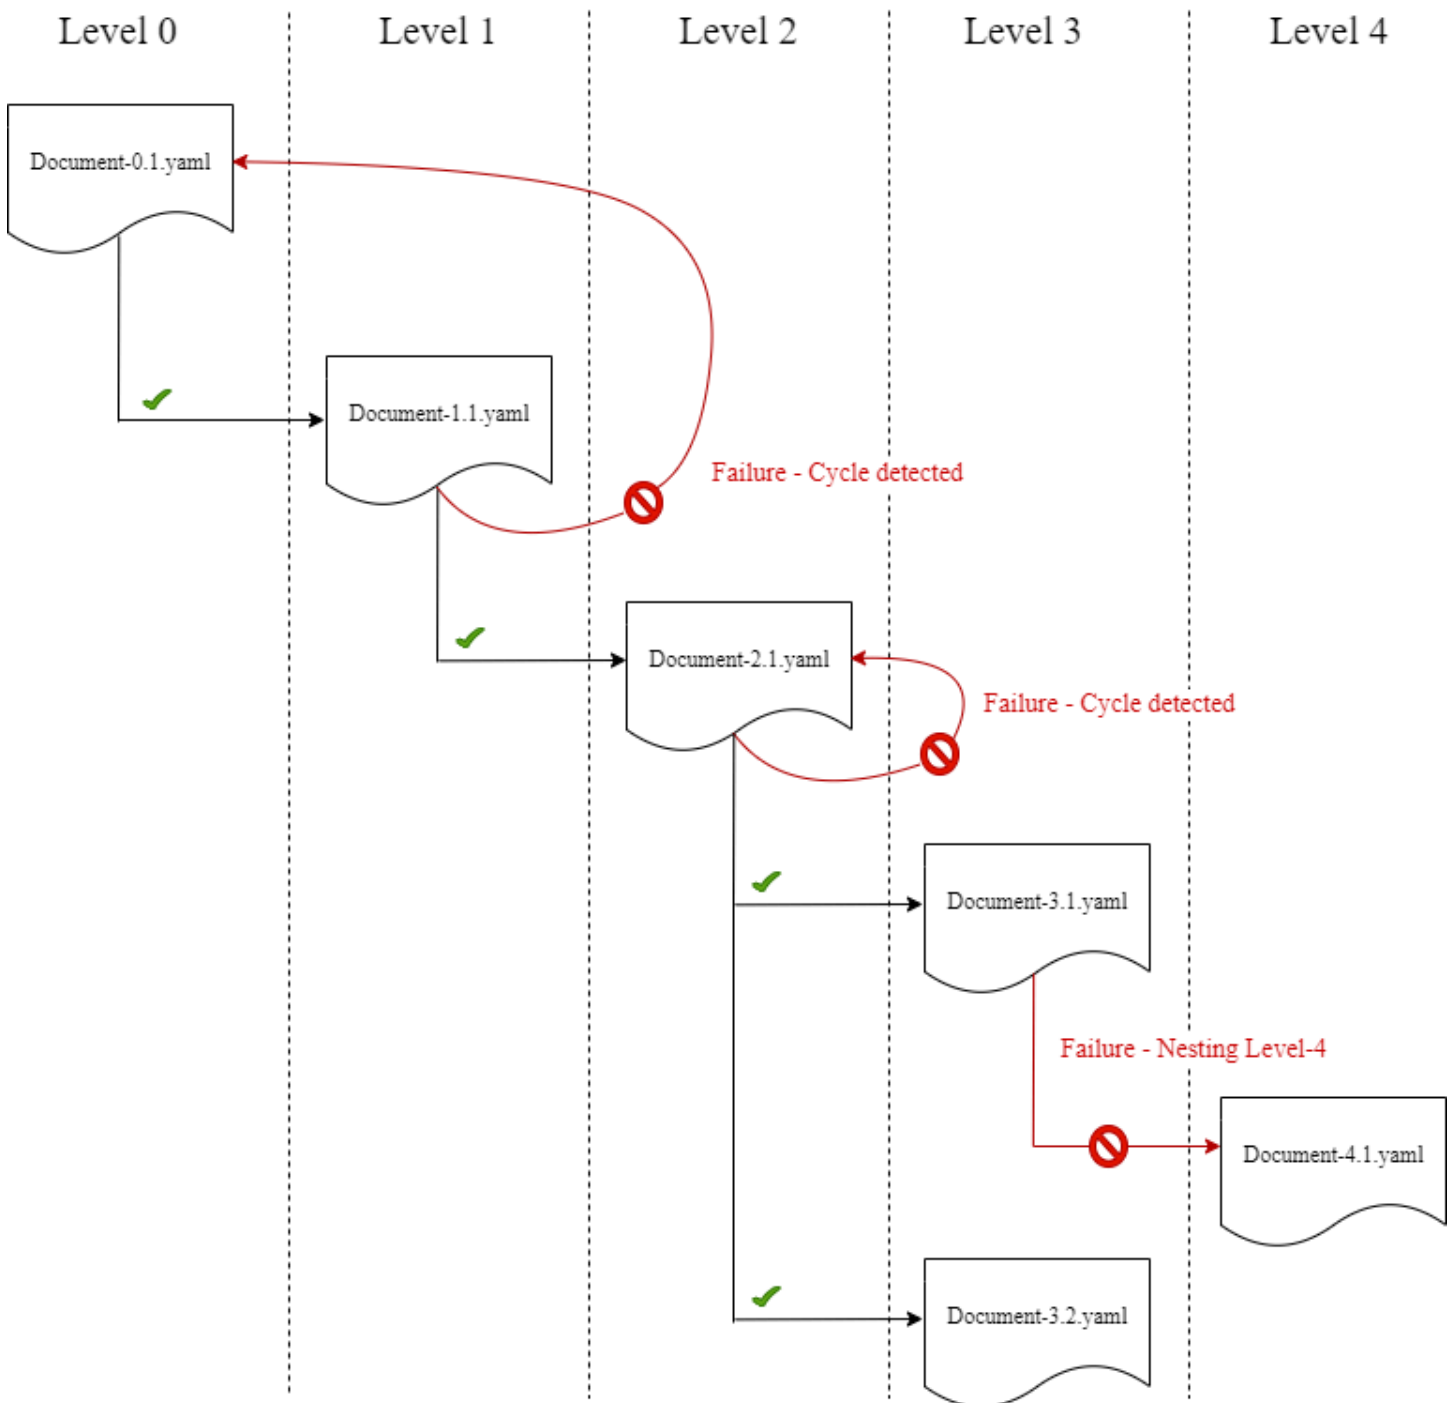 Level 0
Level 1
Level 2
Level 3
Level 4
Document-0.1.yaml
Document-1.1.yaml
Failure - Cycle detected
Document-2.1.yaml
Failure - Cycle detected
Document-3.1.yaml
Failure - Nesting Level-4
Document-4.1.yaml
Document-3.2.yaml